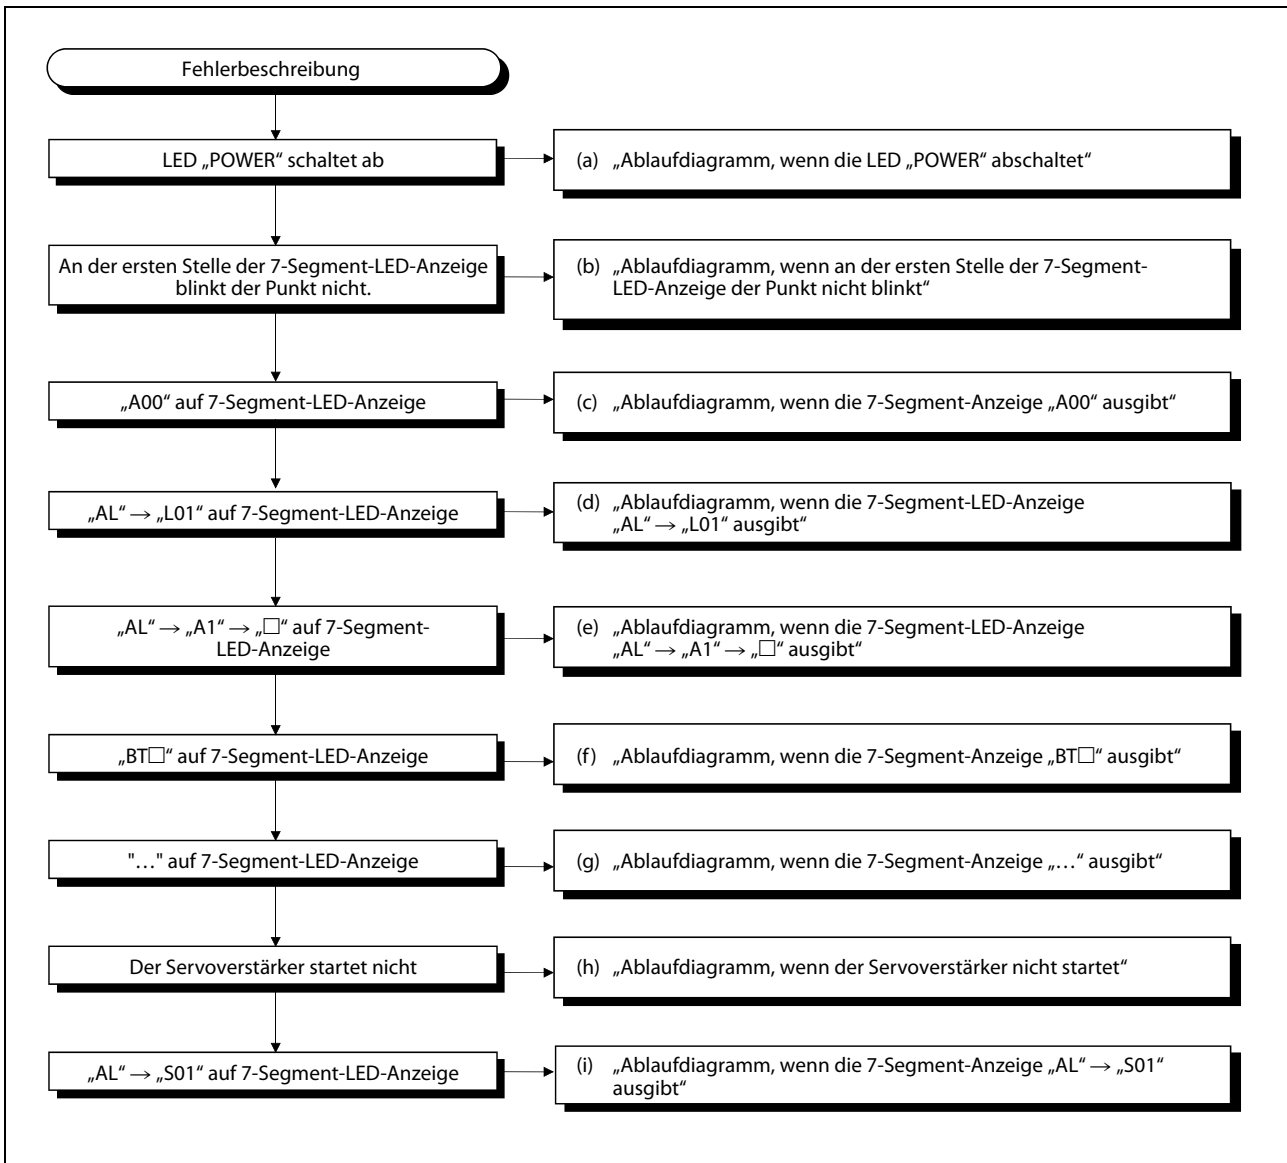 Fehlerbeschreibung
LED „POWER“ schaltet ab
(a) „Ablaufdiagramm, wenn die LED „POWER“ abschaltet“
An der ersten Stelle der 7-Segment-LED-Anzeige
blinkt der Punkt nicht.
(b) „Ablaufdiagramm, wenn an der ersten Stelle der 7-Segment-
LED-Anzeige der Punkt nicht blinkt“
„A00“ auf 7-Segment-LED-Anzeige
(c) „Ablaufdiagramm, wenn die 7-Segment-Anzeige „A00“ ausgibt“
„AL“ → „L01“ auf 7-Segment-LED-Anzeige
(d) „Ablaufdiagramm, wenn die 7-Segment-LED-Anzeige
„AL“ → „L01“ ausgibt“
„AL“ → „A1“ → „□“ auf 7-Segment-
LED-Anzeige
(e) „Ablaufdiagramm, wenn die 7-Segment-LED-Anzeige
„AL“ → „A1“ → „□“ ausgibt“
„BT□“ auf 7-Segment-LED-Anzeige
(f) „Ablaufdiagramm, wenn die 7-Segment-Anzeige „BT□“ ausgibt“
"…" auf 7-Segment-LED-Anzeige
(g) „Ablaufdiagramm, wenn die 7-Segment-Anzeige „…“ ausgibt“
Der Servoverstärker startet nicht
(h) „Ablaufdiagramm, wenn der Servoverstärker nicht startet“
„AL“ → „S01“ auf 7-Segment-LED-Anzeige
(i) „Ablaufdiagramm, wenn die 7-Segment-Anzeige „AL“ → „S01“
ausgibt“